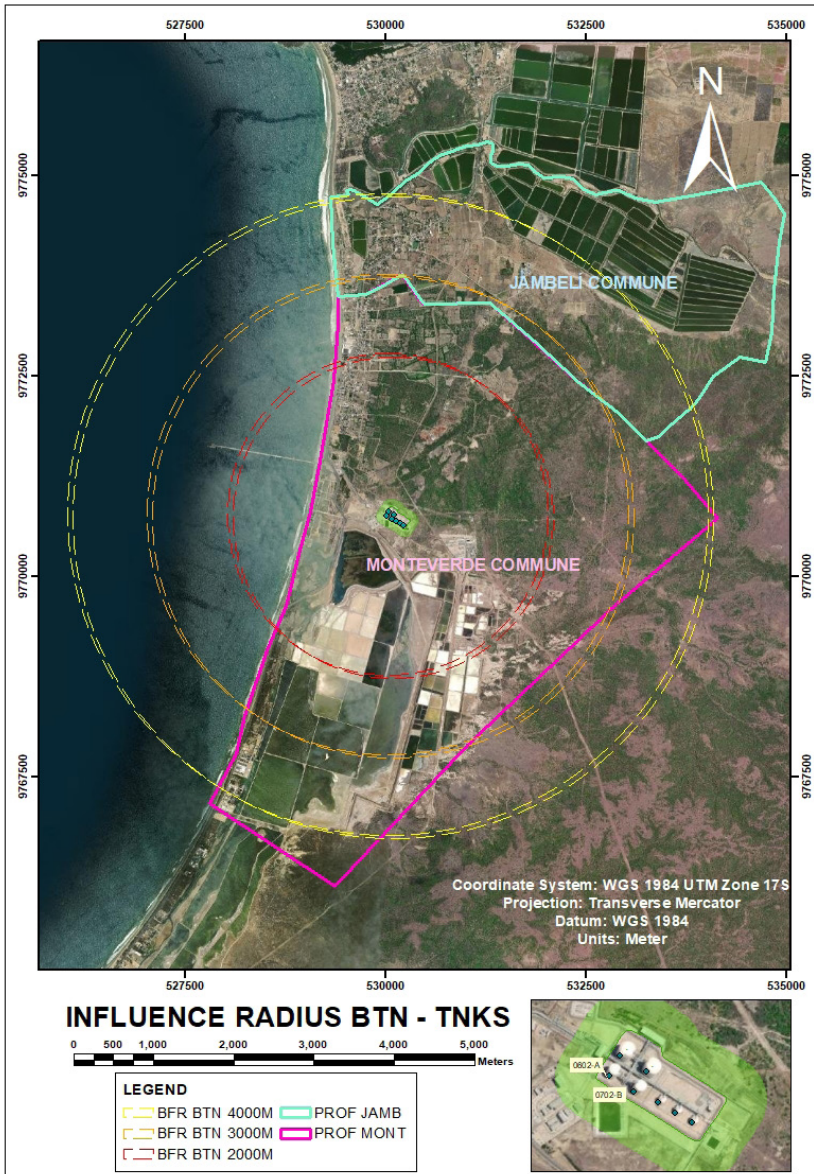 527500 530000 532500 535000
N
9775000 9775000
JAMBELÍ COMMUNE
9772500 9772500
9770000 9770000
MONTEVERDE COMMUNE
9767500 9767500
Coordinate System: WGS 1984 UTM Zone 17S
Projection: Transverse Mercator
Datum: WGS 1984
Units: Meter
527500 530000 532500 535000
INFLUENCE RADIUS BTN - TNKS
0 500 1,000 2,000 3,000 4,000 5,000
Meters
LEGEND
BFR BTN 4000M PROF JAMB
BFR BTN 3000M PROF MONT
BFR BTN 2000M
0602-A
0702-B